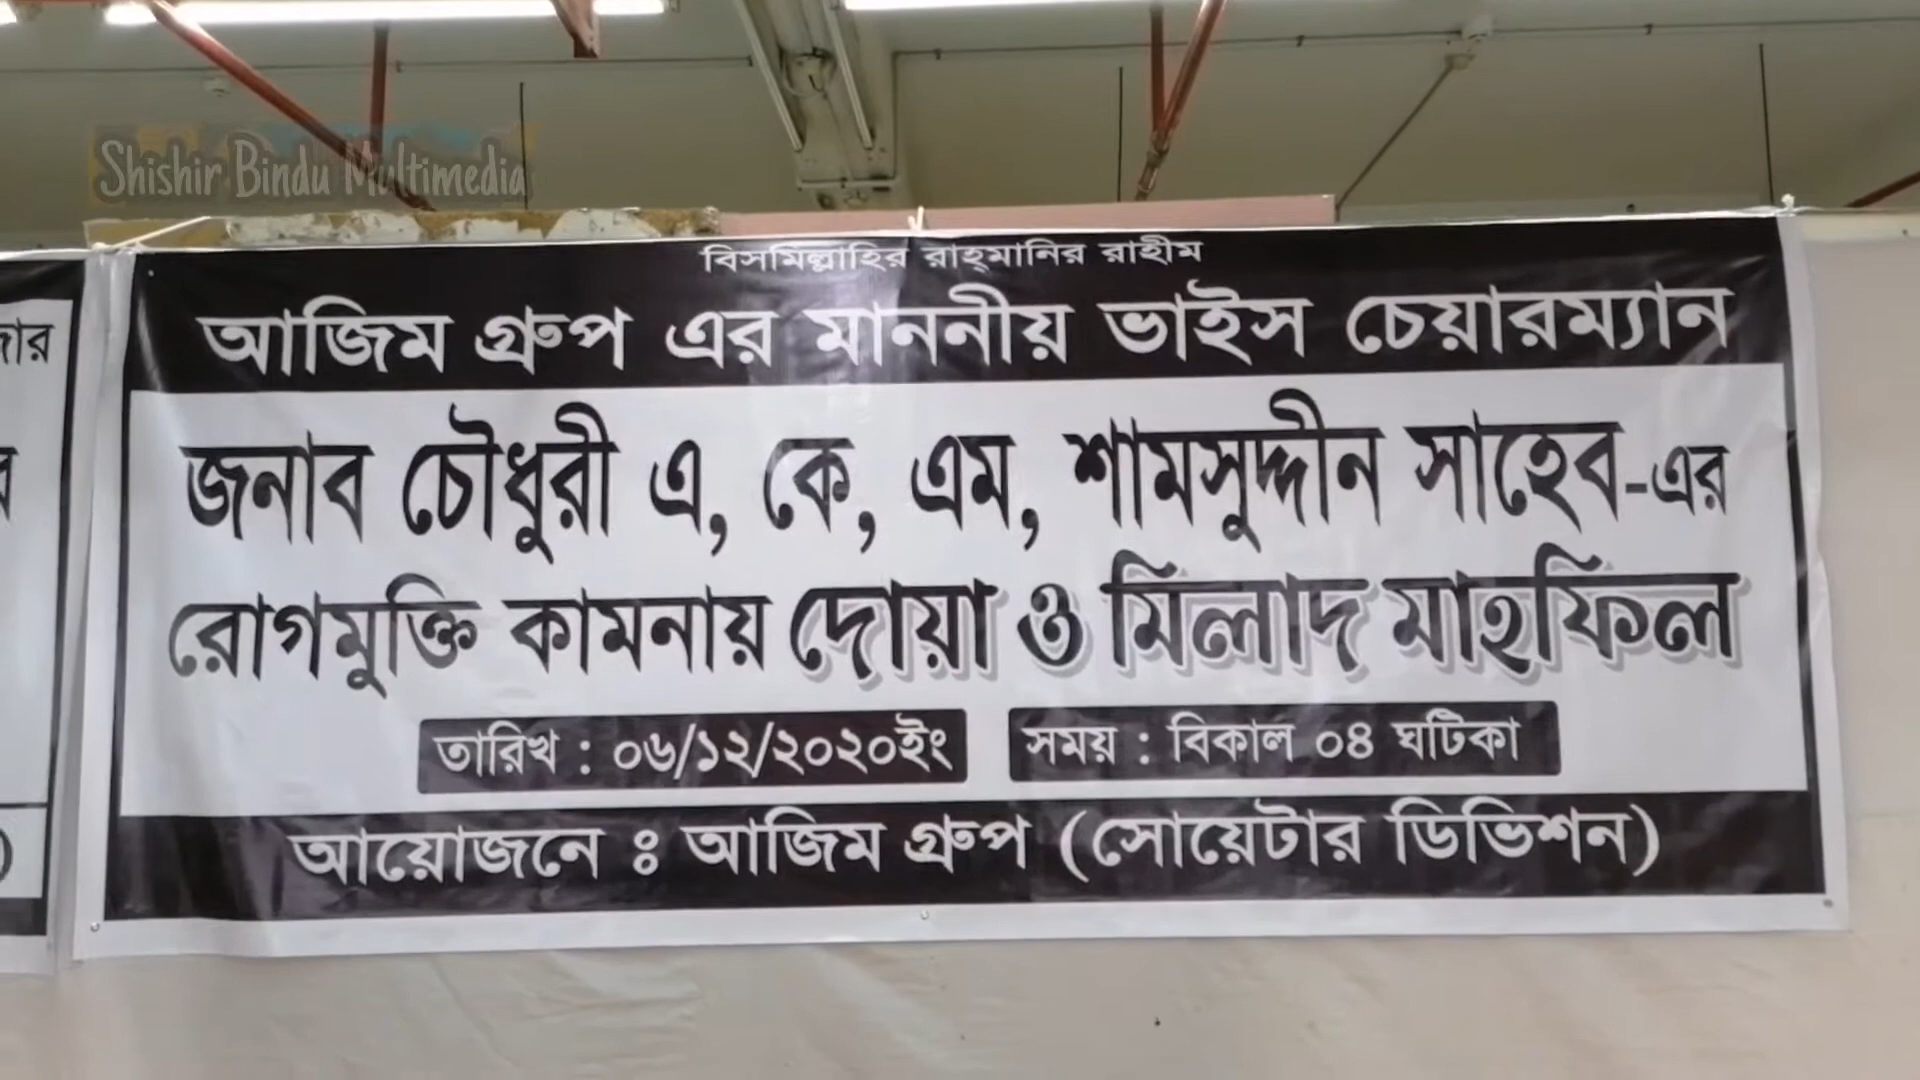 Shishir Bindu Multimedia
বিসমিল্লাহির রাহ্‌মানির রাহীম
আজিম গ্রুপ এর মাননীয় ভাইস চেয়ারম্যান
জনাব চৌধুরী এ, কে, এম, শামসুদ্দীন সাহেব-এর
রোগমুক্তি কামনায় দোয়া ও মিলাদ মাহফিল
তারিখ : ০৬/১২/২০২০ইং সময় : বিকাল ০৪ ঘটিকা
আয়োজনে ঃ আজিম গ্রুপ (সোয়েটার ডিভিশন)